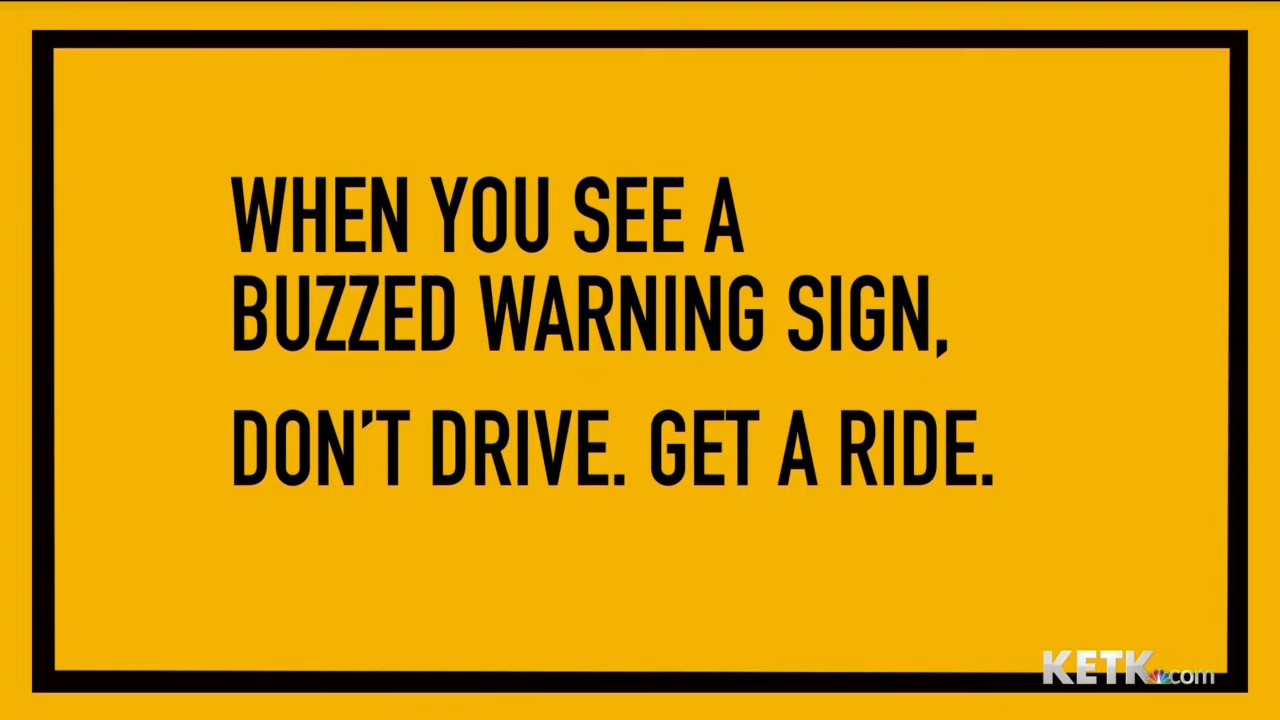 WHEN YOU SEE A
BUZZED WARNING SIGN,
DON'T DRIVE. GET A RIDE.
KETK.com